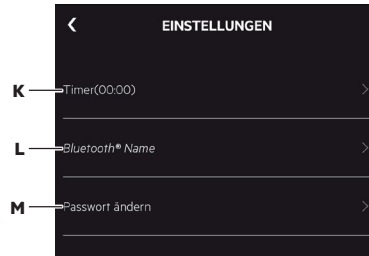 EINSTELLUNGEN
K Timer(00:00)
L Bluetooth® Name
M Passwort ändern